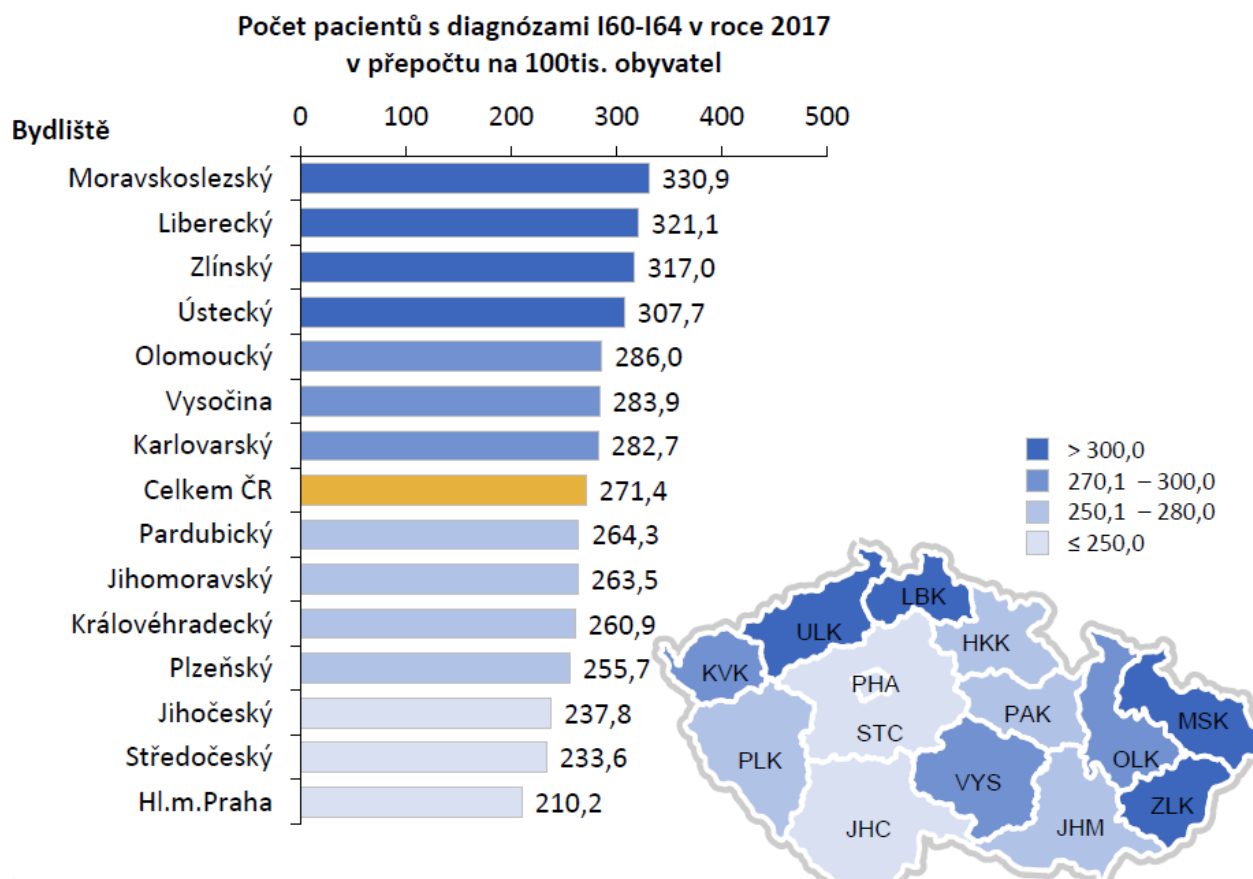 Počet pacientů s diagnózami I60-I64 v roce 2017
v přepočtu na 100tis. obyvatel
Bydliště
0 100 200 300 400 500
Moravskoslezský 330,9
Liberecký 321,1
Zlínský 317,0
Ústecký 307,7
Olomoucký 286,0
Vysočina 283,9
Karlovarský 282,7
Celkem ČR 271,4
Pardubický 264,3
Jihomoravský 263,5
Královéhradecký 260,9
Plzeňský 255,7
Jihočeský 237,8
Středočeský 233,6
Hl.m.Praha 210,2
> 300,0
270,1 – 300,0
250,1 – 280,0
≤ 250,0
LBK
ULK
HKK
KVK
PHA
PAK
MSK
STC
PLK
OLK
VYS
ZLK
JHC
JHM